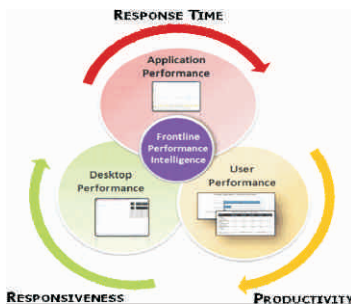 RESPONSE TIME
Application
Performance
Frontline
Performance
Intelligence
Desktop
Performance
User
Performance
RESPONSIVENESS
PRODUCTIVITY